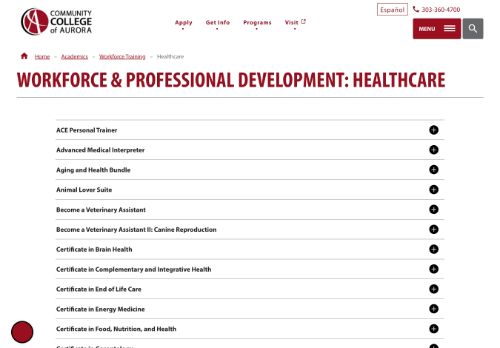 Español
303-360-4700
COMMUNITY
COLLEGE
of AURORA
Apply
Get Info
Programs
Visit
MENU
Home » Academics » Workforce Training » Healthcare
WORKFORCE & PROFESSIONAL DEVELOPMENT: HEALTHCARE
ACE Personal Trainer
Advanced Medical Interpreter
Aging and Health Bundle
Animal Lover Suite
Become a Veterinary Assistant
Become a Veterinary Assistant II: Canine Reproduction
Certificate in Brain Health
Certificate in Complementary and Integrative Health
Certificate in End of Life Care
Certificate in Energy Medicine
Certificate in Food, Nutrition, and Health
Certificate in Gerontology